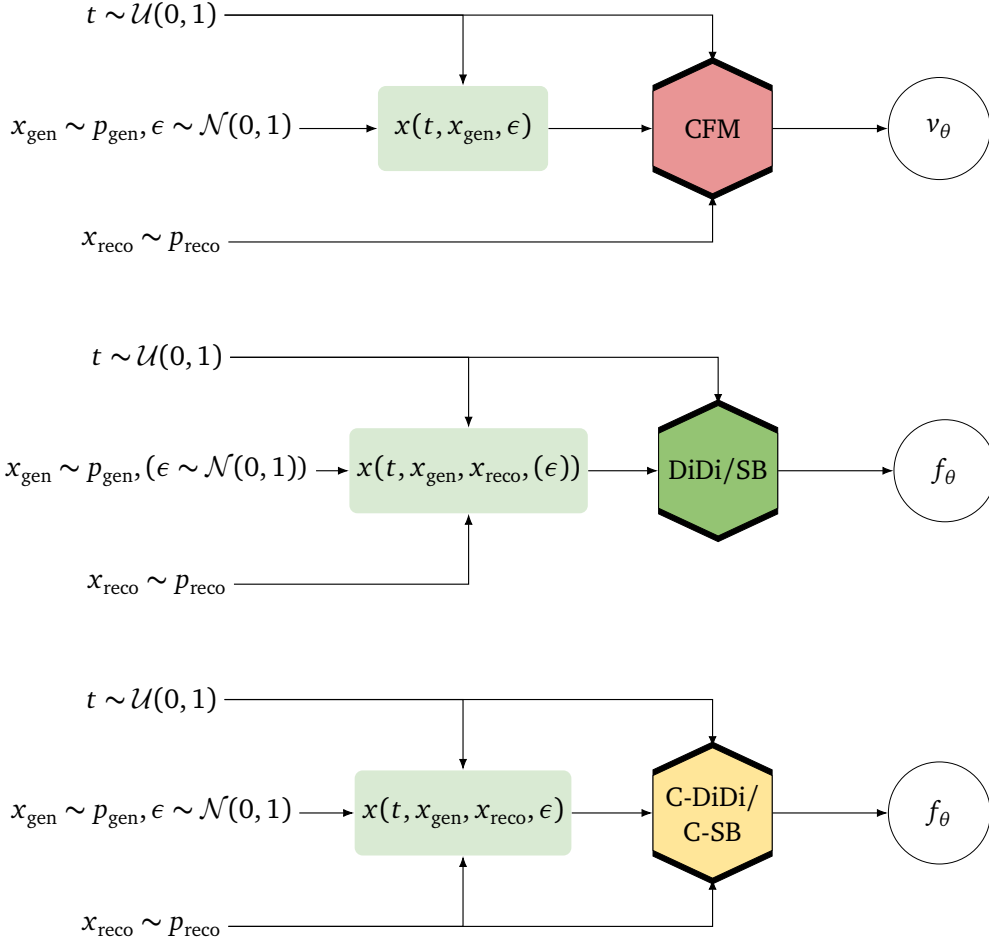 t ∼ 𝒰(0, 1)
x_gen ∼ p_gen, ϵ ∼ 𝒩(0, 1)
x(t, x_gen, ϵ)
CFM
v_θ
x_reco ∼ p_reco
t ∼ 𝒰(0, 1)
x_gen ∼ p_gen, (ϵ ∼ 𝒩(0, 1))
x(t, x_gen, x_reco, (ϵ))
DiDi/SB
f_θ
x_reco ∼ p_reco
t ∼ 𝒰(0, 1)
x_gen ∼ p_gen, ϵ ∼ 𝒩(0, 1)
x(t, x_gen, x_reco, ϵ)
C-DiDi/
C-SB
f_θ
x_reco ∼ p_reco